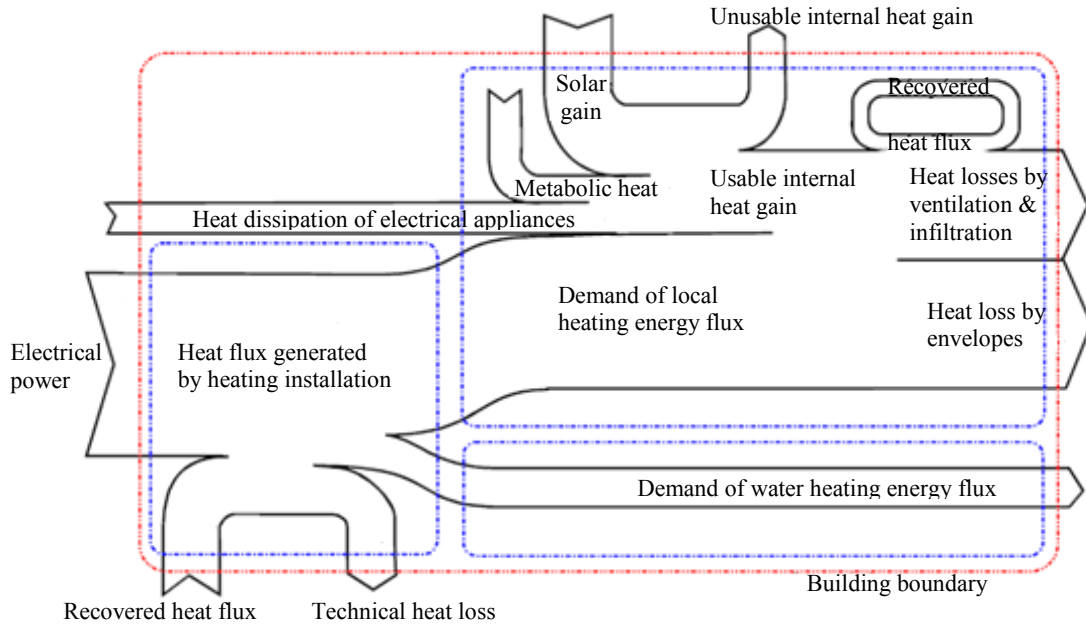 Unusable internal heat gain
Solar
gain
Recovered
heat flux
Metabolic heat
Usable internal
heat gain
Heat losses by
ventilation &
infiltration
Heat dissipation of electrical appliances
Demand of local
heating energy flux
Heat loss by
envelopes
Electrical
power
Heat flux generated
by heating installation
Demand of water heating energy flux
Building boundary
Recovered heat flux
Technical heat loss